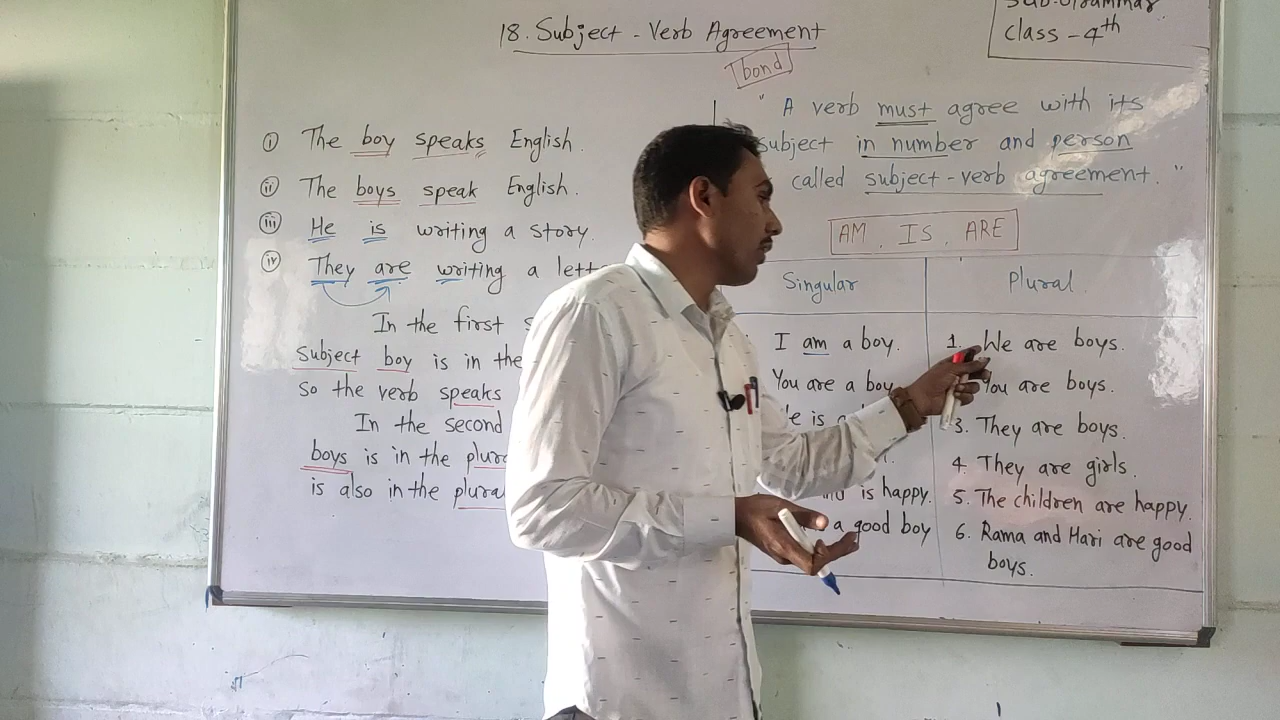 18. Subject - Verb Agreement
bond
Sub-Grammar
Class - 4th
(i) The boy speaks English.
(ii) The boys speak English.
(iii) He is writing a story.
(iv) They are writing a
In the first
subject boy is in the
so the verb speaks
In the second
boys is in the
is also in the
" A verb must agree with its
subject in number and person
called subject-verb agreement. "
AM . IS . ARE
Singular
I am a boy.
You are a boy
is
is happy.
a good boy
Plural
1. We are boys.
You are boys.
3. They are boys.
4. They are girls.
5. The children are happy.
6. Rama and Hari are good
boys.